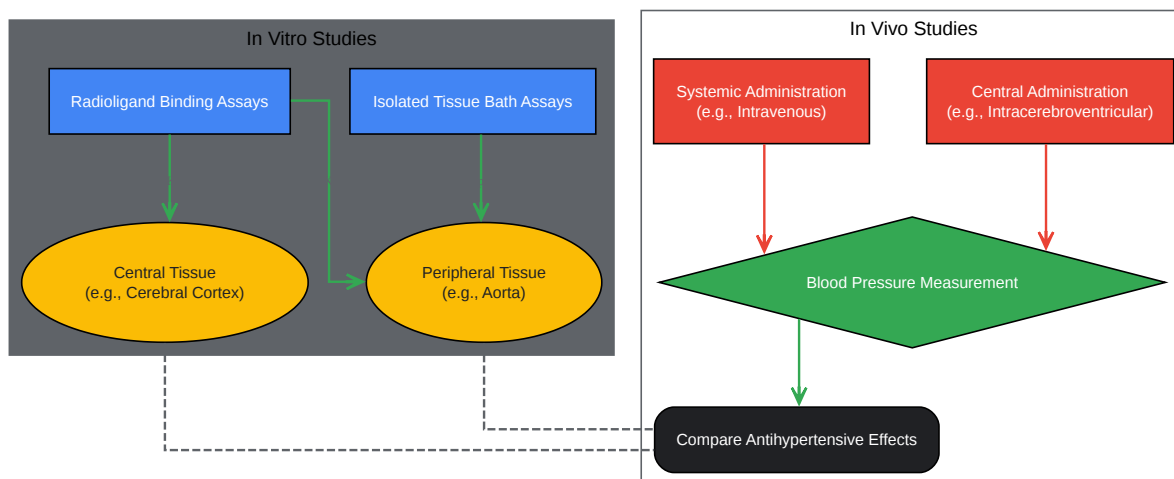 In Vitro Studies
Radioligand Binding Assays
Isolated Tissue Bath Assays
Central Tissue
(e.g., Cerebral Cortex)
Peripheral Tissue
(e.g., Aorta)
In Vivo Studies
Systemic Administration
(e.g., Intravenous)
Central Administration
(e.g., Intracerebroventricular)
Blood Pressure Measurement
Compare Antihypertensive Effects